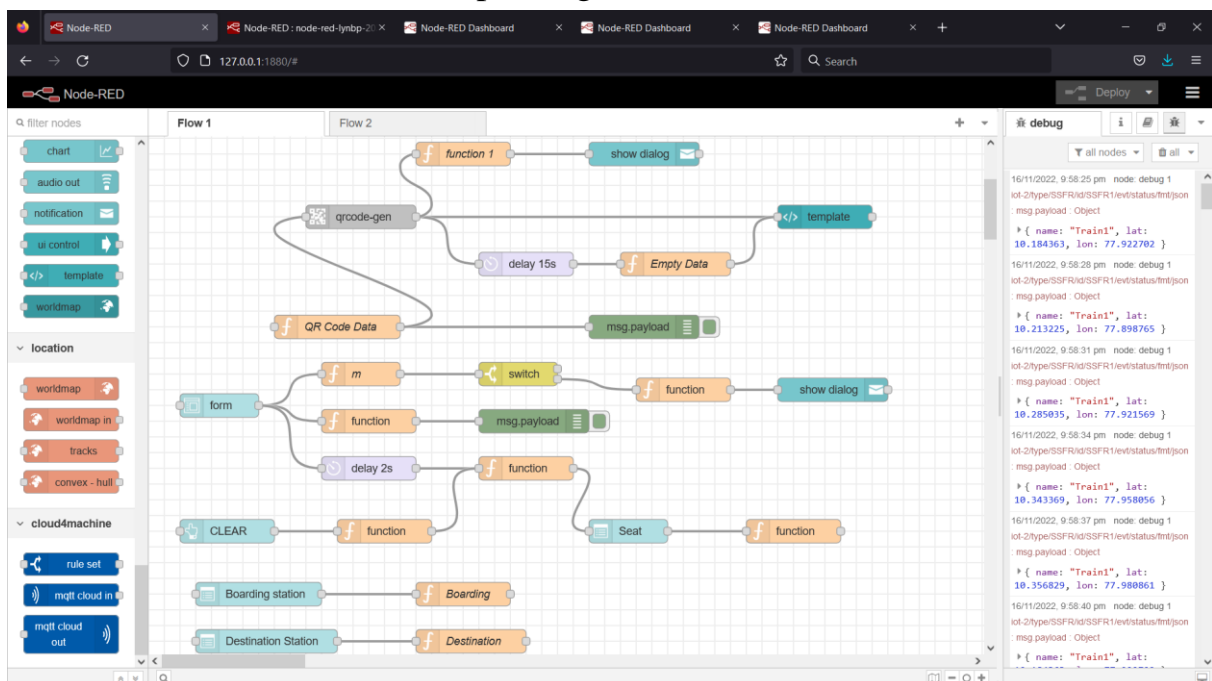 Node-RED
Node-RED : node-red-lynbp-20
Node-RED Dashboard
Node-RED Dashboard
Node-RED Dashboard
127.0.0.1:1880/#
Search
Node-RED
Deploy
filter nodes
chart
audio out
notification
ui control
template
worldmap
location
worldmap
worldmap in
tracks
convex - hull
cloud4machine
rule set
mqtt cloud in
mqtt cloud
out
Flow 1
Flow 2
function 1
show dialog
qrcode-gen
template
delay 15s
Empty Data
QR Code Data
msg.payload
m
switch
function
show dialog
form
function
msg.payload
delay 2s
function
CLEAR
function
Seat
function
Boarding station
Boarding
Destination Station
Destination
debug
i
all nodes
all
16/11/2022, 9:58:25 pm node: debug 1
iot-2/type/SSFR/id/SSFR1/evt/status/fmt/json
: msg.payload : Object
{ name: "Train1", lat:
10.184363, lon: 77.922702 }
16/11/2022, 9:58:28 pm node: debug 1
iot-2/type/SSFR/id/SSFR1/evt/status/fmt/json
: msg.payload : Object
{ name: "Train1", lat:
10.213225, lon: 77.898765 }
16/11/2022, 9:58:31 pm node: debug 1
iot-2/type/SSFR/id/SSFR1/evt/status/fmt/json
: msg.payload : Object
{ name: "Train1", lat:
10.285035, lon: 77.921569 }
16/11/2022, 9:58:34 pm node: debug 1
iot-2/type/SSFR/id/SSFR1/evt/status/fmt/json
: msg.payload : Object
{ name: "Train1", lat:
10.343369, lon: 77.958056 }
16/11/2022, 9:58:37 pm node: debug 1
iot-2/type/SSFR/id/SSFR1/evt/status/fmt/json
: msg.payload : Object
{ name: "Train1", lat:
10.356829, lon: 77.980861 }
16/11/2022, 9:58:40 pm node: debug 1
iot-2/type/SSFR/id/SSFR1/evt/status/fmt/json
: msg.payload : Object
{ name: "Train1", lat: